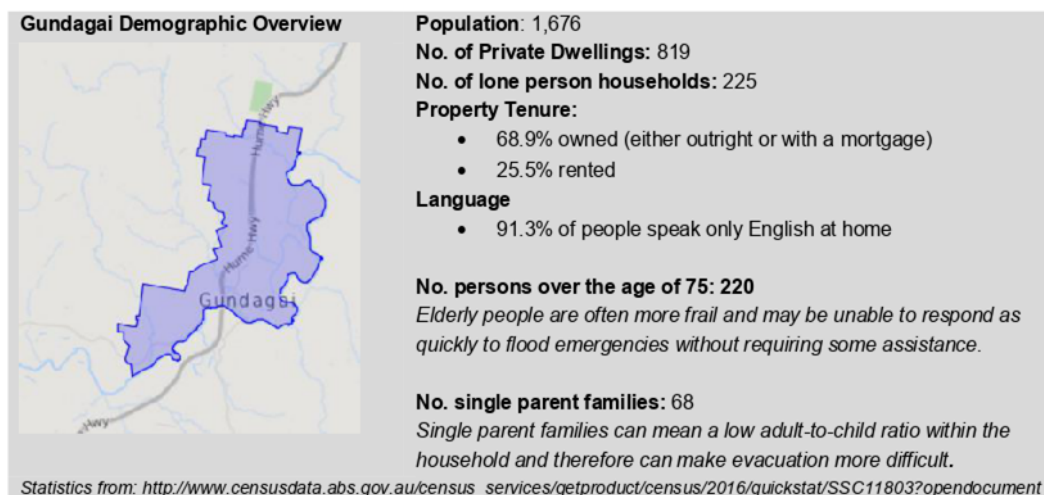 Gundagai Demographic Overview
Hume Hwy
Hume Hwy
Gundagai
Hwy
Population: 1,676
No. of Private Dwellings: 819
No. of lone person households: 225
Property Tenure:
• 68.9% owned (either outright or with a mortgage)
• 25.5% rented
Language
• 91.3% of people speak only English at home
No. persons over the age of 75: 220
Elderly people are often more frail and may be unable to respond as
quickly to flood emergencies without requiring some assistance.
No. single parent families: 68
Single parent families can mean a low adult-to-child ratio within the
household and therefore can make evacuation more difficult.
Statistics from: http://www.censusdata.abs.gov.au/census_services/getproduct/census/2016/quickstat/SSC11803?opendocument